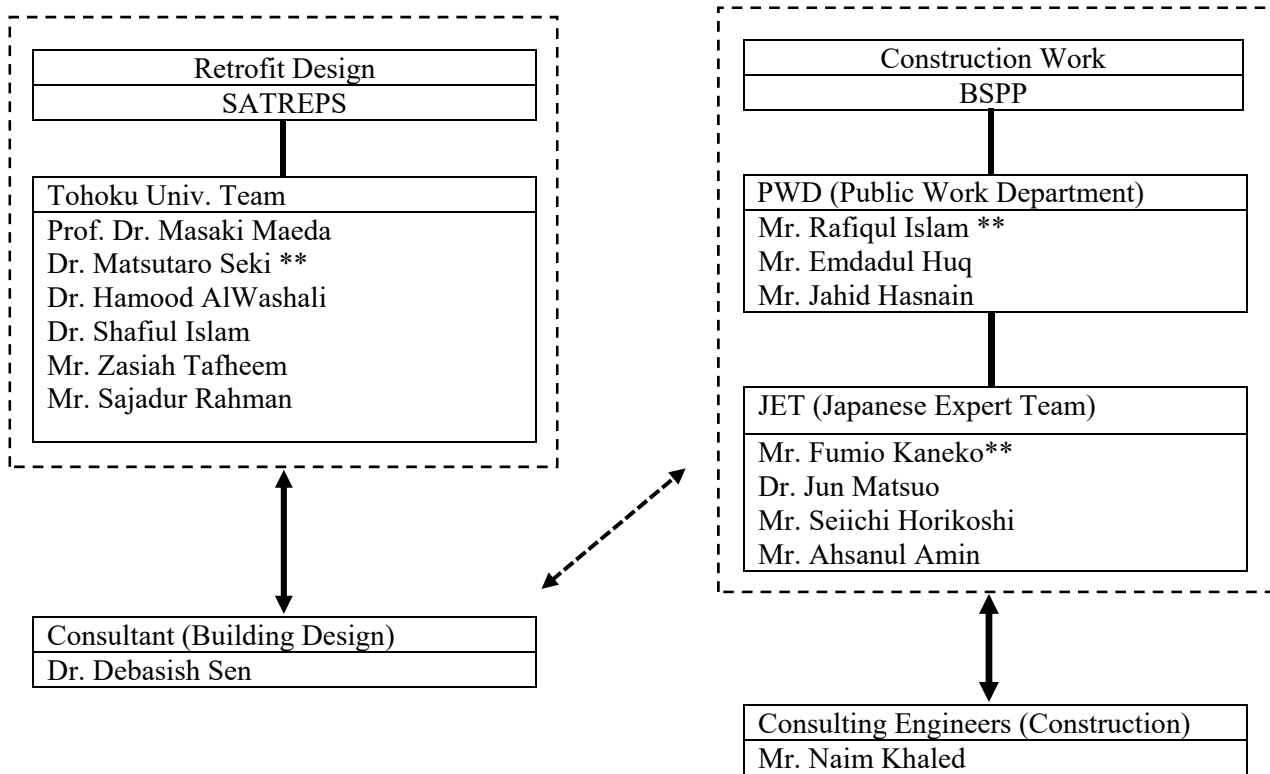 Retrofit Design
SATREPS
Tohoku Univ. Team
Prof. Dr. Masaki Maeda
Dr. Matsutaro Seki **
Dr. Hamood AlWashali
Dr. Shafiul Islam
Mr. Zasiah Tafheem
Mr. Sajadur Rahman
Consultant (Building Design)
Dr. Debasish Sen
Construction Work
BSPP
PWD (Public Work Department)
Mr. Rafiqul Islam **
Mr. Emdadul Huq
Mr. Jahid Hasnain
JET (Japanese Expert Team)
Mr. Fumio Kaneko**
Dr. Jun Matsuo
Mr. Seiichi Horikoshi
Mr. Ahsanul Amin
Consulting Engineers (Construction)
Mr. Naim Khaled